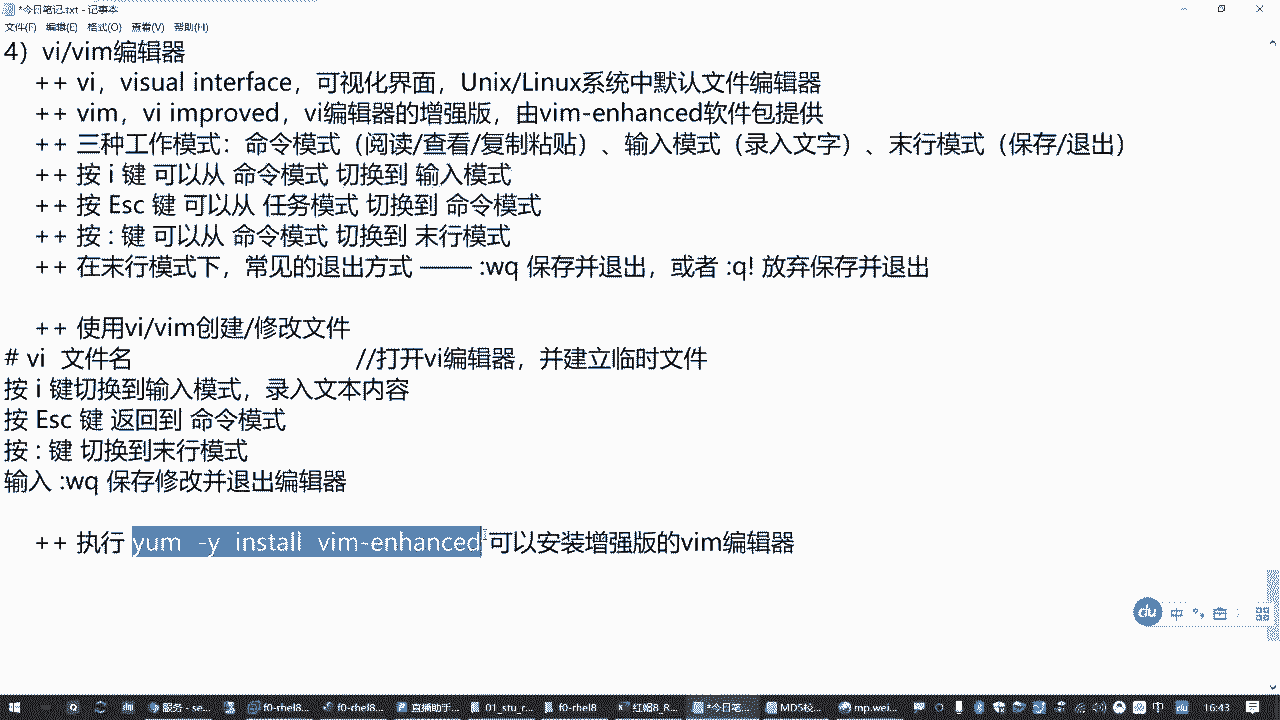 *今日笔记.txt - 记事本
文件(F) 编辑(E) 格式(O) 查看(V) 帮助(H)
4）vi/vim编辑器
++ vi，visual interface，可视化界面，Unix/Linux系统中默认文件编辑器
++ vim，vi improved，vi编辑器的增强版，由vim-enhanced软件包提供
++ 三种工作模式：命令模式（阅读/查看/复制粘贴）、输入模式（录入文字）、末行模式（保存/退出）
++ 按 i 键 可以从 命令模式 切换到 输入模式
++ 按 Esc 键 可以从 任务模式 切换到 命令模式
++ 按 : 键 可以从 命令模式 切换到 末行模式
++ 在末行模式下，常见的退出方式 —— :wq 保存并退出，或者 :q! 放弃保存并退出
++ 使用vi/vim创建/修改文件
# vi 文件名 //打开vi编辑器，并建立临时文件
按 i 键切换到输入模式，录入文本内容
按 Esc 键 返回到 命令模式
按 : 键 切换到末行模式
输入 :wq 保存修改并退出编辑器
++ 执行 yum -y install vim-enhanced 可以安装增强版的vim编辑器
du 中
服务 - se... f0-rhel8... f0-rhel8... 直播助手于... 01_stu_r... f0-rhel8 红帽8_R... *今日笔... MD5校... mp.wei... 中 du 16:43